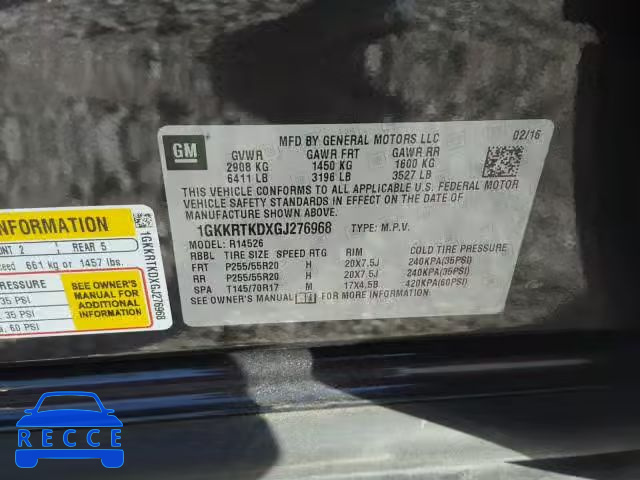 GM
MFD BY GENERAL MOTORS LLC 02/16
GVWR GAWR FRT GAWR RR
2908 KG 1450 KG 1600 KG
6411 LB 3196 LB 3527 LB
THIS VEHICLE CONFORMS TO ALL APPLICABLE U.S. FEDERAL MOTOR
VEHICLE SAFETY STANDARDS IN EFFECT ON THE DATE OF
MANUFACTURE SHOWN ABOVE.
1GKKRTKDXGJ276968 TYPE: M.P.V.
MODEL: R14526
RBBL TIRE SIZE SPEED RTG RIM COLD TIRE PRESSURE
FRT P255/55R20 H 20X7.5J 240KPA(35PSI)
RR P255/55R20 H 20X7.5J 240KPA(35PSI)
SPA T145/70R17 M 17X4.5B 420KPA(60PSI)
SEE OWNER'S MANUAL FOR MORE INFORMATION.
INFORMATION
REAR 5
661 kg or 1457 lbs.
SEE OWNER'S
MANUAL FOR
ADDITIONAL
INFORMATION
35 PSI
35 PSI
60 PSI
1GKKRTKDXGJ276968
RECCE